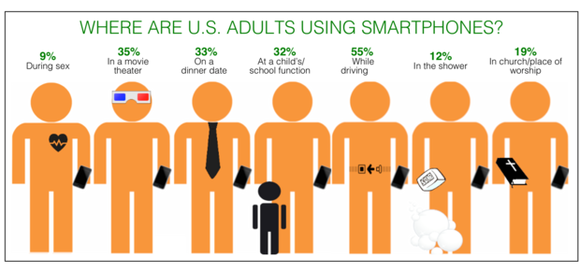 WHERE ARE U.S. ADULTS USING SMARTPHONES?
9%
During sex
35%
In a movie
theater
33%
On a
dinner date
32%
At a child's/
school function
55%
While
driving
12%
In the shower
19%
In church/place of
worship